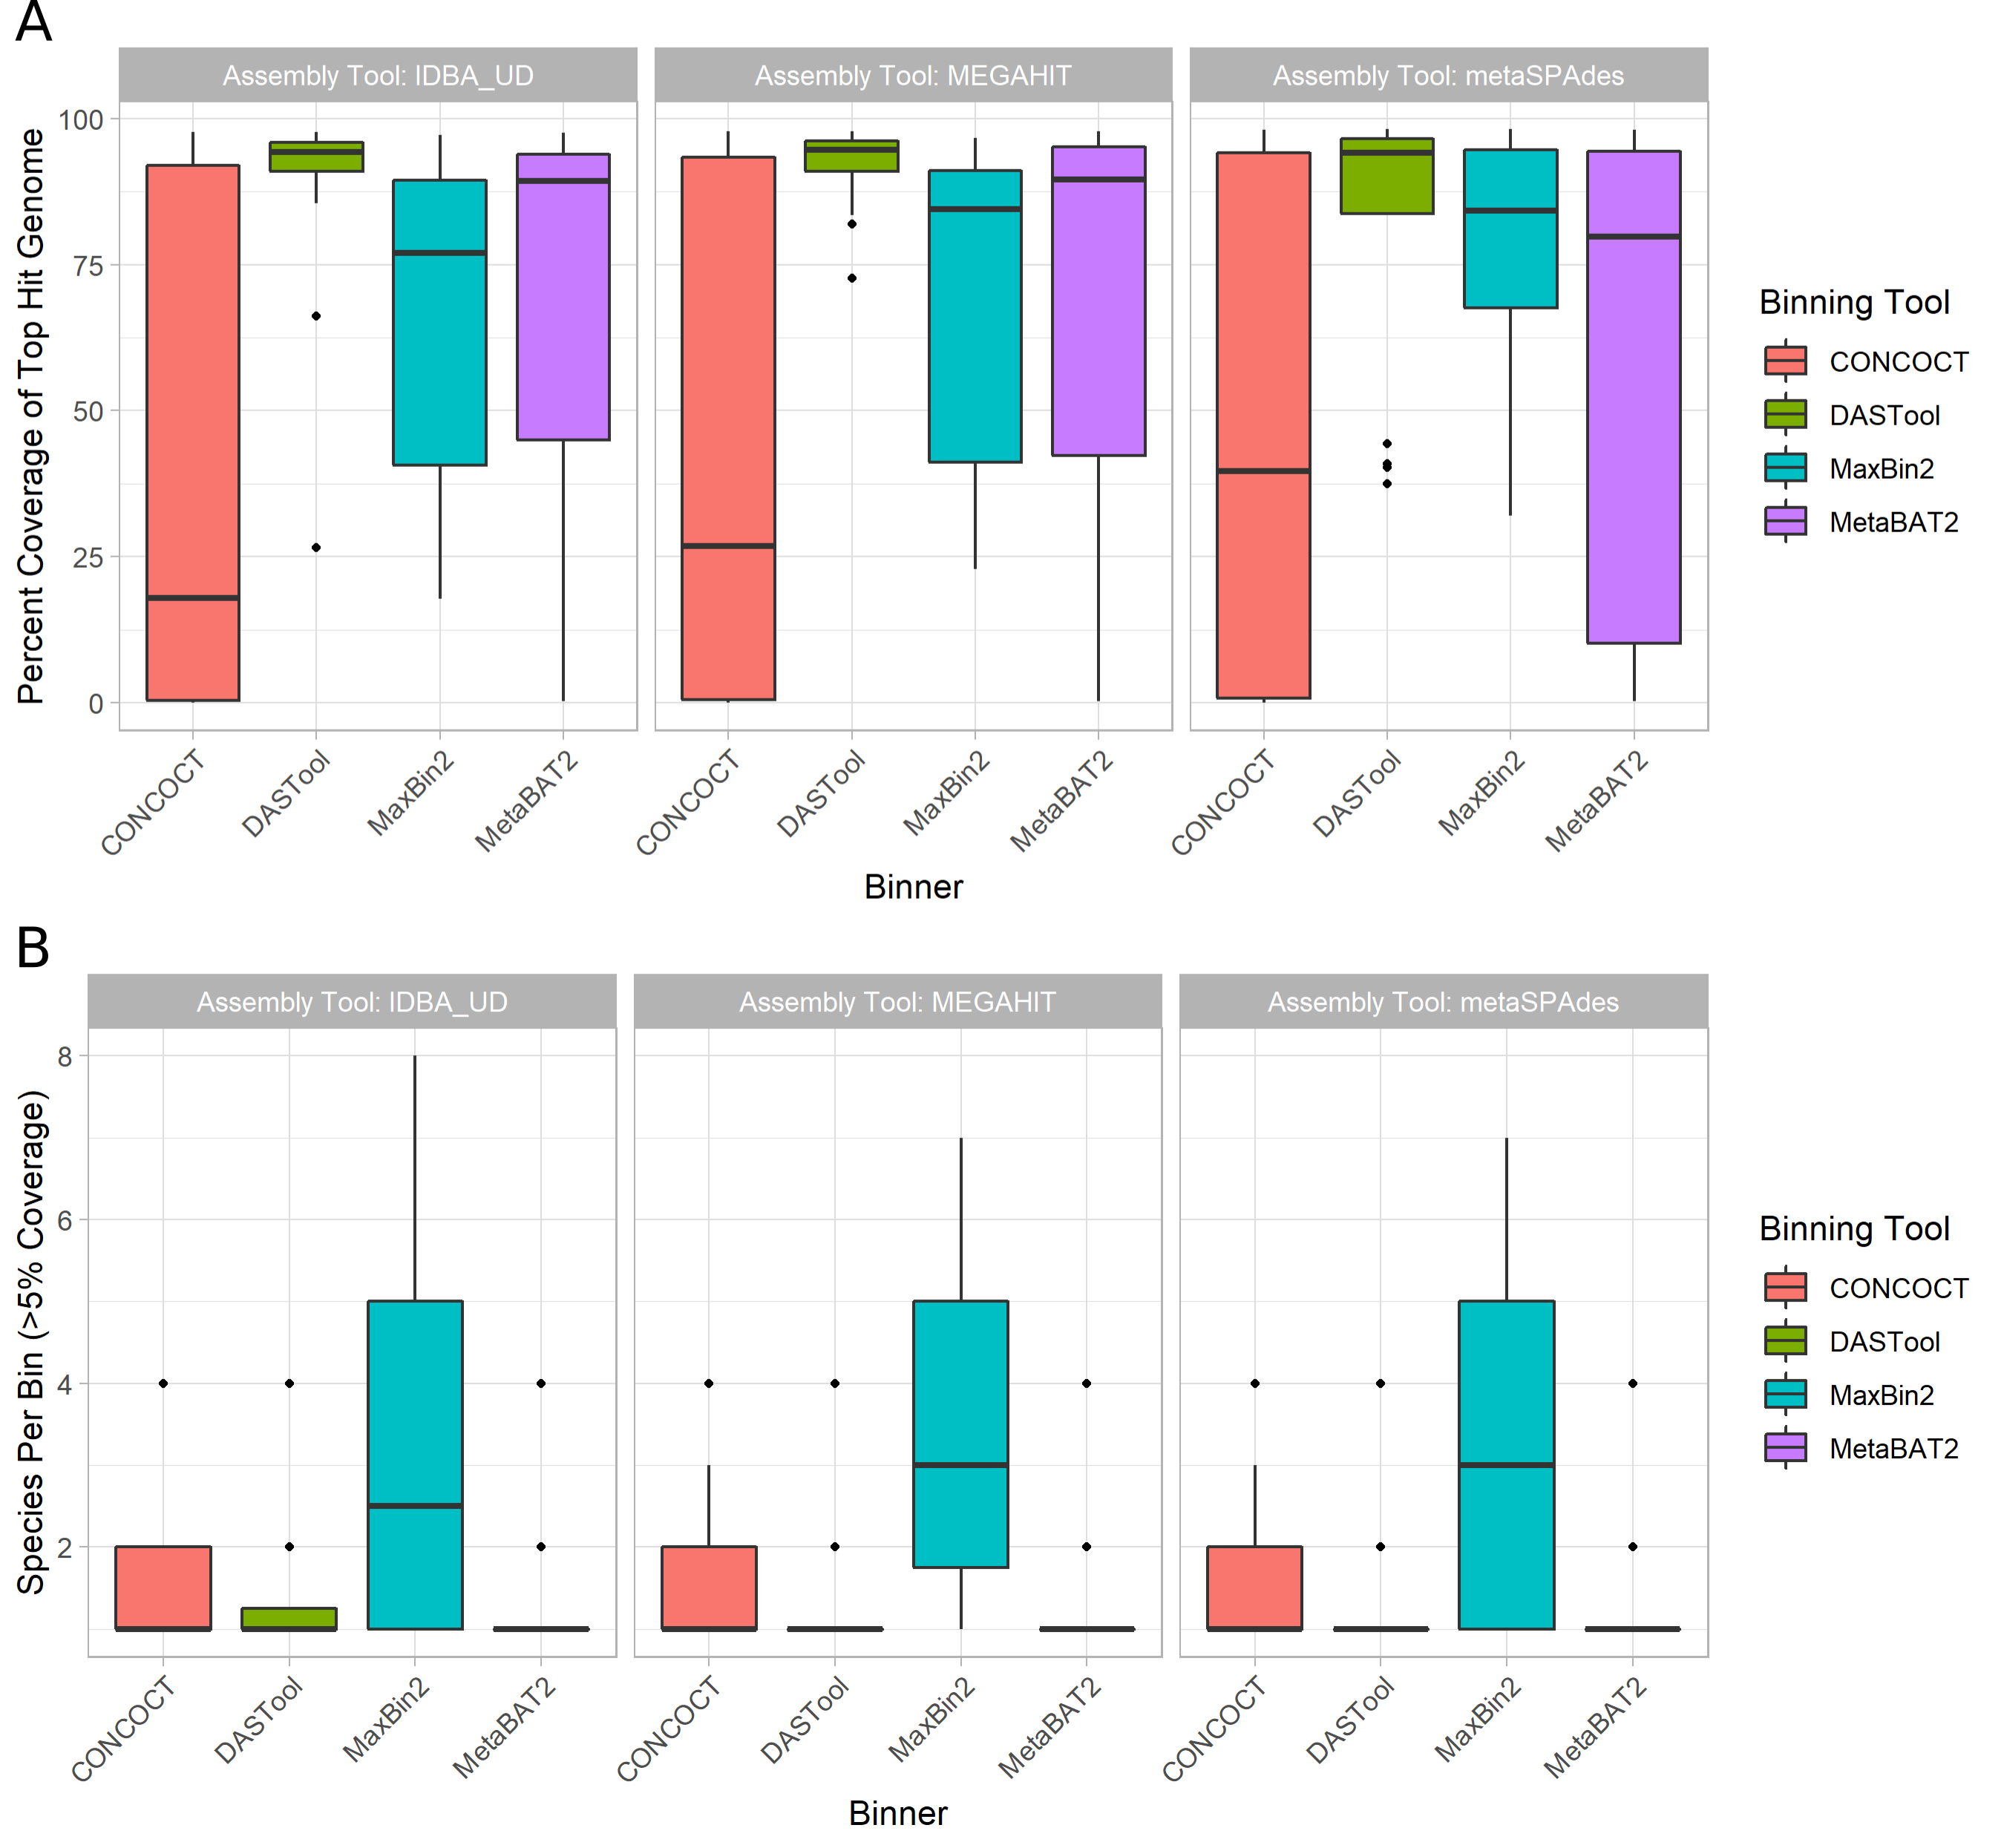 A
Assembly Tool: IDBA_UD
Assembly Tool: MEGAHIT
Assembly Tool: metaSPAdes
Percent Coverage of Top Hit Genome
100
75
50
25
0
CONCOCT
DASTool
MaxBin2
MetaBAT2
CONCOCT
DASTool
MaxBin2
MetaBAT2
CONCOCT
DASTool
MaxBin2
MetaBAT2
Binner
Binning Tool
CONCOCT
DASTool
MaxBin2
MetaBAT2
B
Assembly Tool: IDBA_UD
Assembly Tool: MEGAHIT
Assembly Tool: metaSPAdes
Species Per Bin (>5% Coverage)
8
6
4
2
CONCOCT
DASTool
MaxBin2
MetaBAT2
CONCOCT
DASTool
MaxBin2
MetaBAT2
CONCOCT
DASTool
MaxBin2
MetaBAT2
Binner
Binning Tool
CONCOCT
DASTool
MaxBin2
MetaBAT2